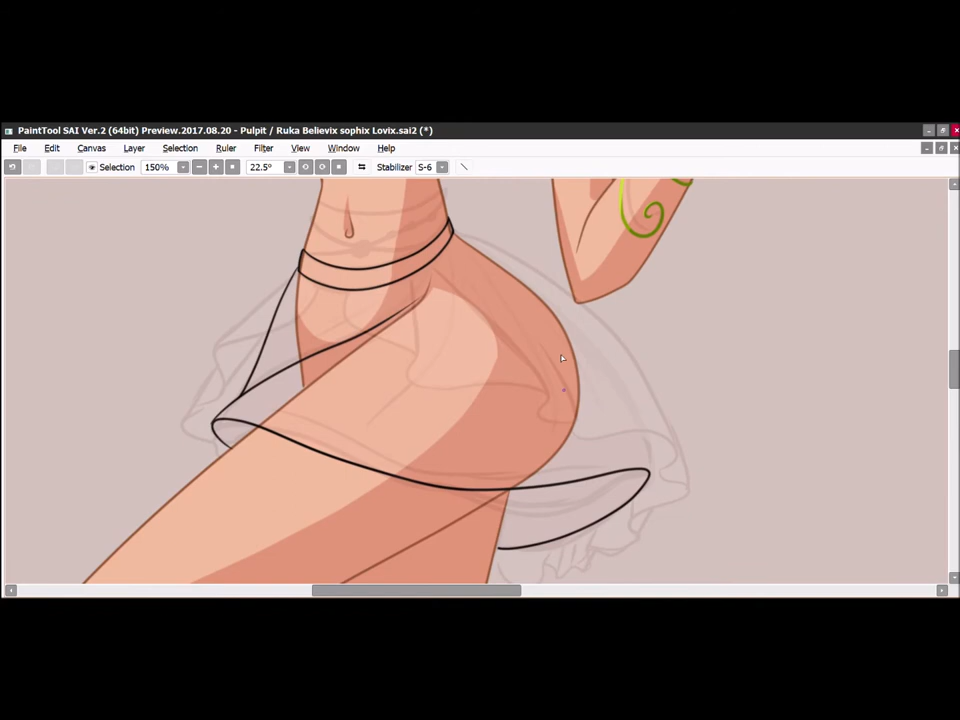 PaintTool SAI Ver.2 (64bit) Preview.2017.08.20 - Pulpit / Ruka Believix sophix Lovix.sai2 (*)
File Edit Canvas Layer Selection Ruler Filter View Window Help
Selection 150% 22.5° Stabilizer S-6